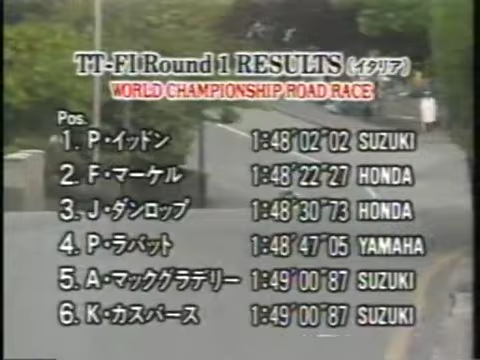 TT-FI Round 1 RESULTS (イタリア)
WORLD CHAMPIONSHIP ROAD RACE
Pos.
1. P・イッドン 1:48'02"02 SUZUKI
2. F・マーケル 1:48'22"27 HONDA
3. J・ダンロップ 1:48'30"73 HONDA
4. P・ラバット 1:48'47"05 YAMAHA
5. A・マックグラデリー 1:49'00"87 SUZUKI
6. K・カスパース 1:49'00"87 SUZUKI